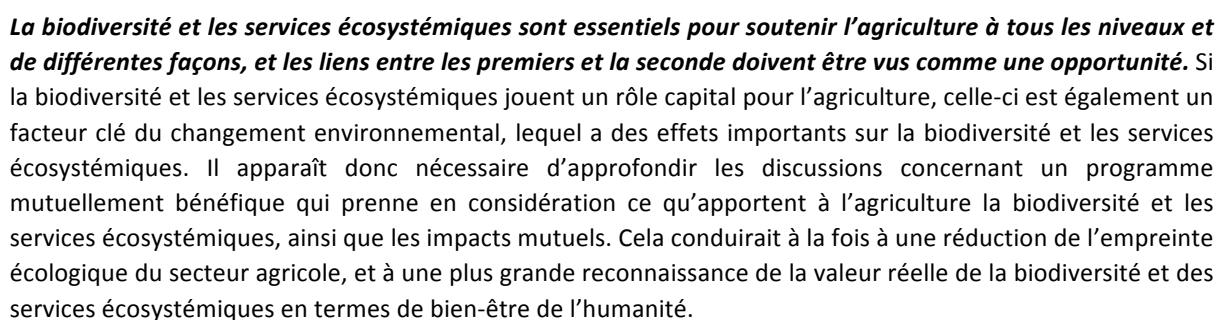 La biodiversité et les services écosystémiques sont essentiels pour soutenir l’agriculture à tous les niveaux et
de différentes façons, et les liens entre les premiers et la seconde doivent être vus comme une opportunité. Si
la biodiversité et les services écosystémiques jouent un rôle capital pour l’agriculture, celle-ci est également un
facteur clé du changement environnemental, lequel a des effets importants sur la biodiversité et les services
écosystémiques. Il apparaît donc nécessaire d’approfondir les discussions concernant un programme
mutuellement bénéfique qui prenne en considération ce qu’apportent à l’agriculture la biodiversité et les
services écosystémiques, ainsi que les impacts mutuels. Cela conduirait à la fois à une réduction de l’empreinte
écologique du secteur agricole, et à une plus grande reconnaissance de la valeur réelle de la biodiversité et des
services écosystémiques en termes de bien-être de l’humanité.